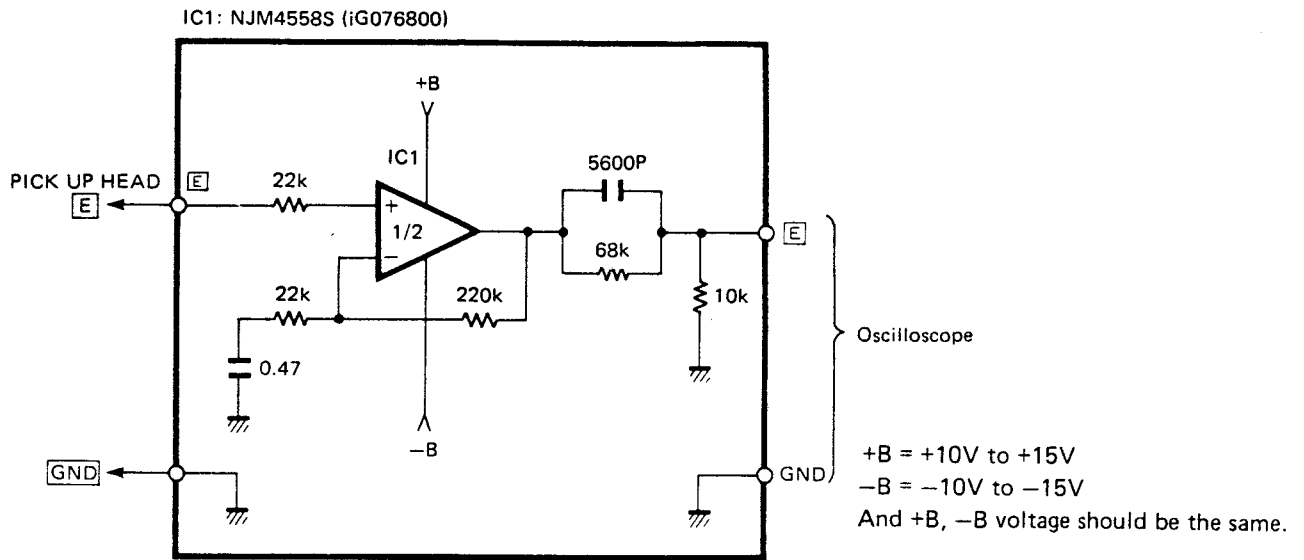 IC1: NJM4558S (iG076800)
+B
IC1
5600P
PICK UP HEAD
E
E
22k
+
1/2
−
68k
E
22k
220k
10k
Oscilloscope
0.47
−B
GND
GND
+B = +10V to +15V
−B = −10V to −15V
And +B, −B voltage should be the same.